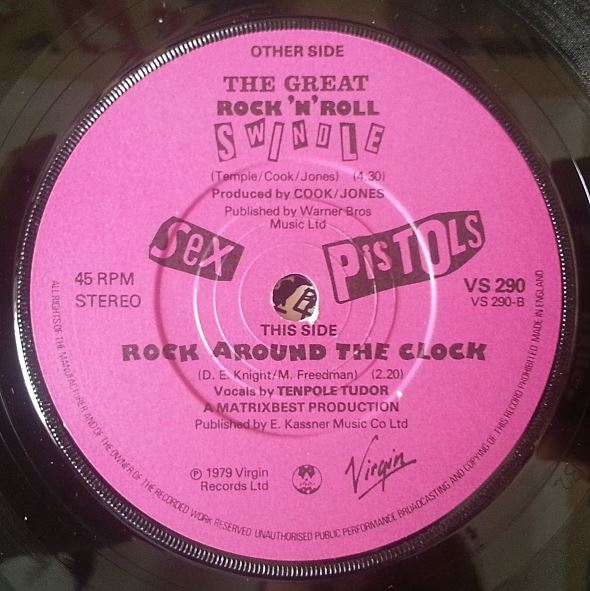 OTHER SIDE
THE GREAT
ROCK 'N' ROLL
SWINDLE
(Temple/Cook/Jones) (4.30)
Produced by COOK/JONES
Published by Warner Bros
Music Ltd
Sex PISTOLS
45 RPM
STEREO
VS 290
VS 290-B
THIS SIDE
ROCK AROUND THE CLOCK
(D. E. Knight/M. Freedman) (2.20)
Vocals by TENPOLE TUDOR
A MATRIXBEST PRODUCTION
Published by E. Kassner Music Co Ltd
℗ 1979 Virgin
Records Ltd
Virgin
ALL RIGHTS OF THE MANUFACTURER AND OF THE OWNER OF THE RECORDED WORK RESERVED UNAUTHORISED PUBLIC PERFORMANCE BROADCASTING AND COPYING OF THIS RECORD PROHIBITED MADE IN ENGLAND